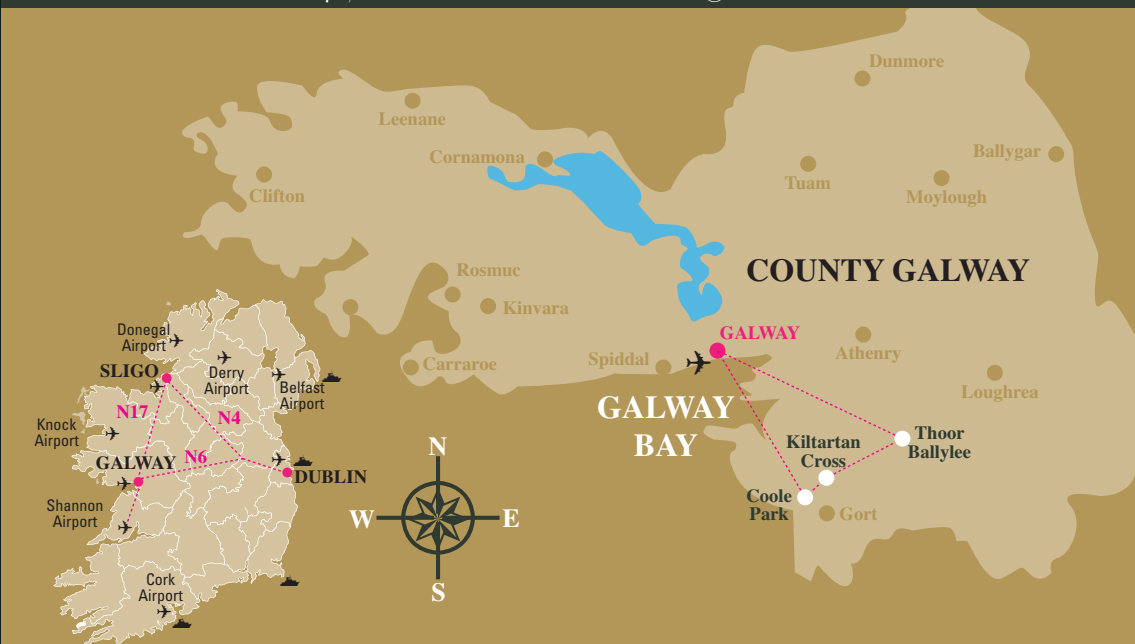 Dunmore
Leenane
Cornamona
Ballygar
Tuam
Moylough
Clifton
COUNTY GALWAY
Rosmuc
Kinvara
GALWAY
Carraroe
Spiddal
Athenry
Loughrea
GALWAY
BAY
Kiltartan
Cross
Thoor
Ballylee
Coole
Park
Gort
Donegal
Airport
SLIGO
Derry
Airport
Belfast
Airport
N17
N4
Knock
Airport
GALWAY
N6
DUBLIN
Shannon
Airport
Cork
Airport
N
W
E
S